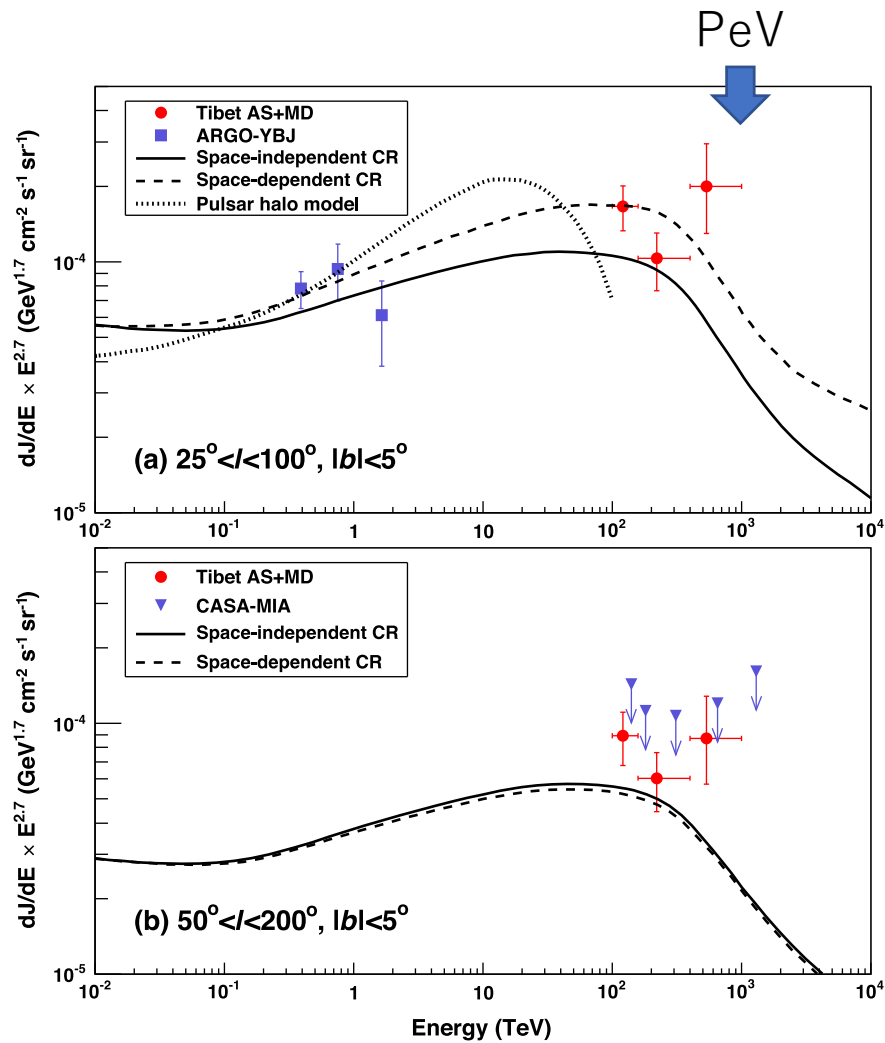 PeV
Tibet AS+MD
ARGO-YBJ
Space-independent CR
Space-dependent CR
Pulsar halo model
dJ/dE × E^2.7 (GeV^1.7 cm^-2 s^-1 sr^-1)
10^-4
10^-5
(a) 25°<l<100°, |b|<5°
10^-2 10^-1 1 10 10^2 10^3 10^4
Tibet AS+MD
CASA-MIA
Space-independent CR
Space-dependent CR
dJ/dE × E^2.7 (GeV^1.7 cm^-2 s^-1 sr^-1)
10^-4
10^-5
(b) 50°<l<200°, |b|<5°
10^-2 10^-1 1 10 10^2 10^3 10^4
Energy (TeV)